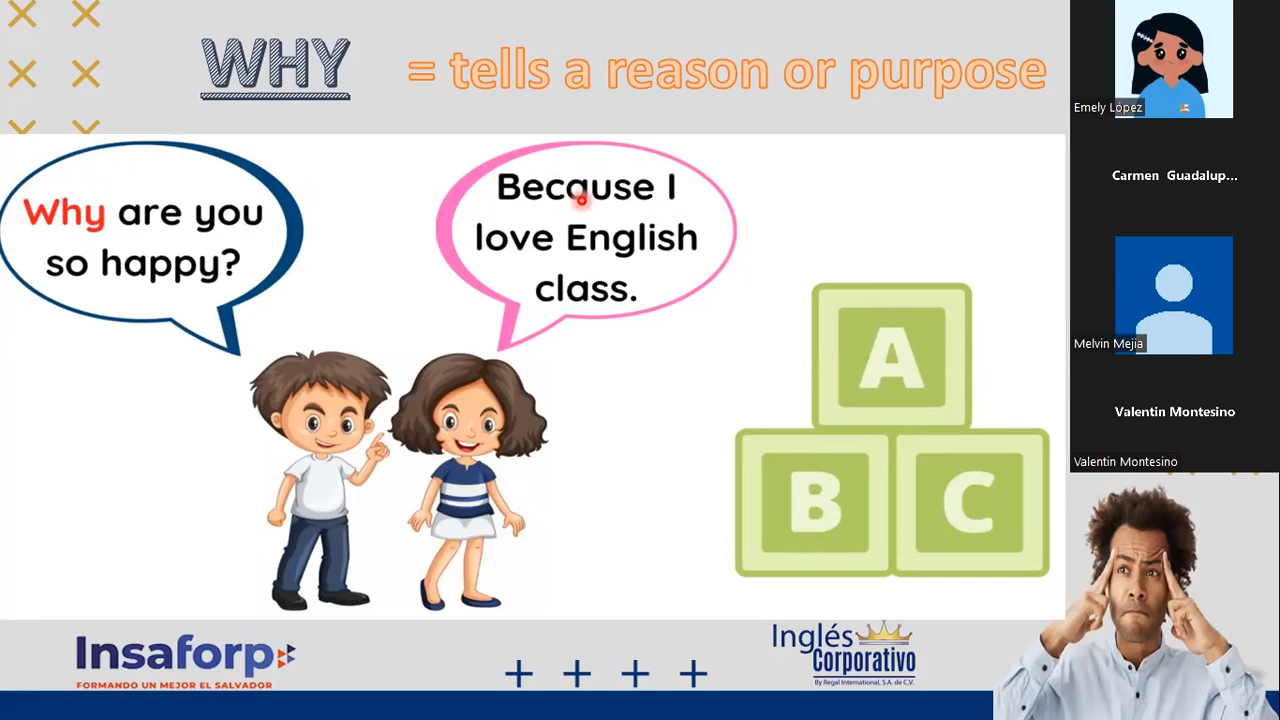 WHY = tells a reason or purpose
Why are you
so happy?
Because I
love English
class.
A
B C
Insaforp
FORMANDO UN MEJOR EL SALVADOR
Inglés
Corporativo
By Regal International, S.A. de C.V.
Emely López
Carmen Guadalup...
Melvin Mejia
Valentin Montesino
Valentin Montesino